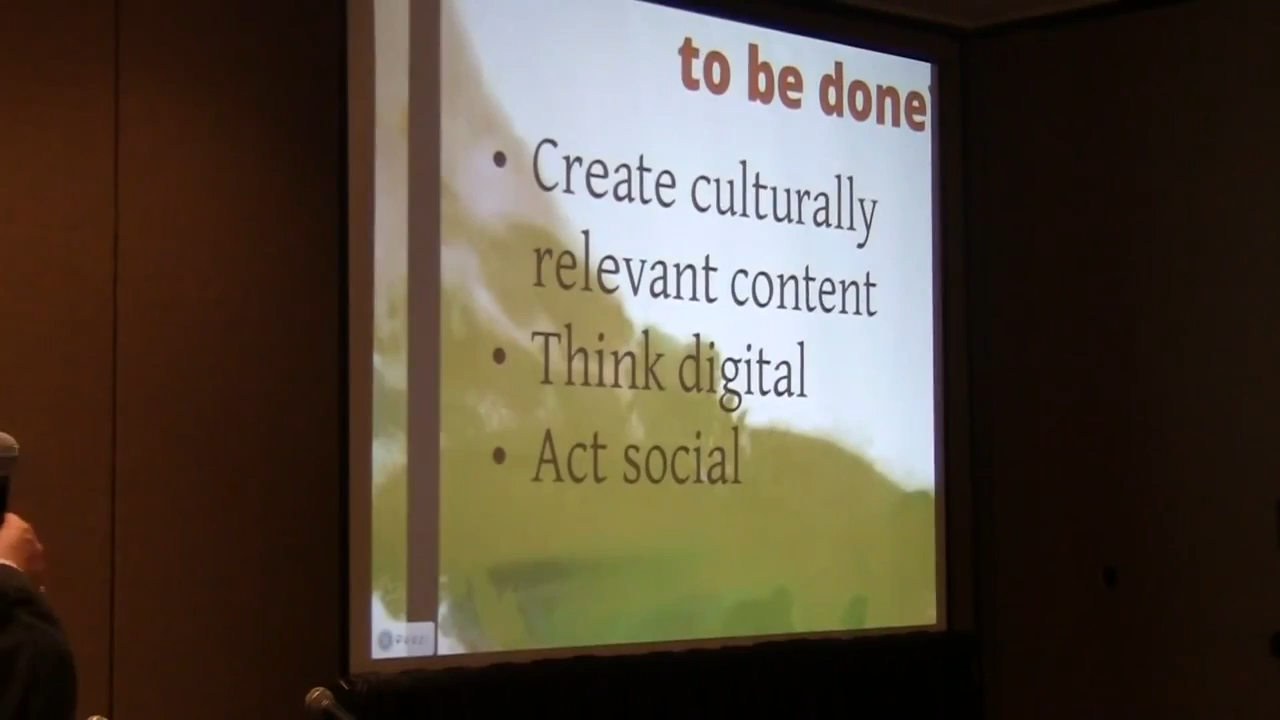 to be done
• Create culturally
relevant content
• Think digital
• Act social